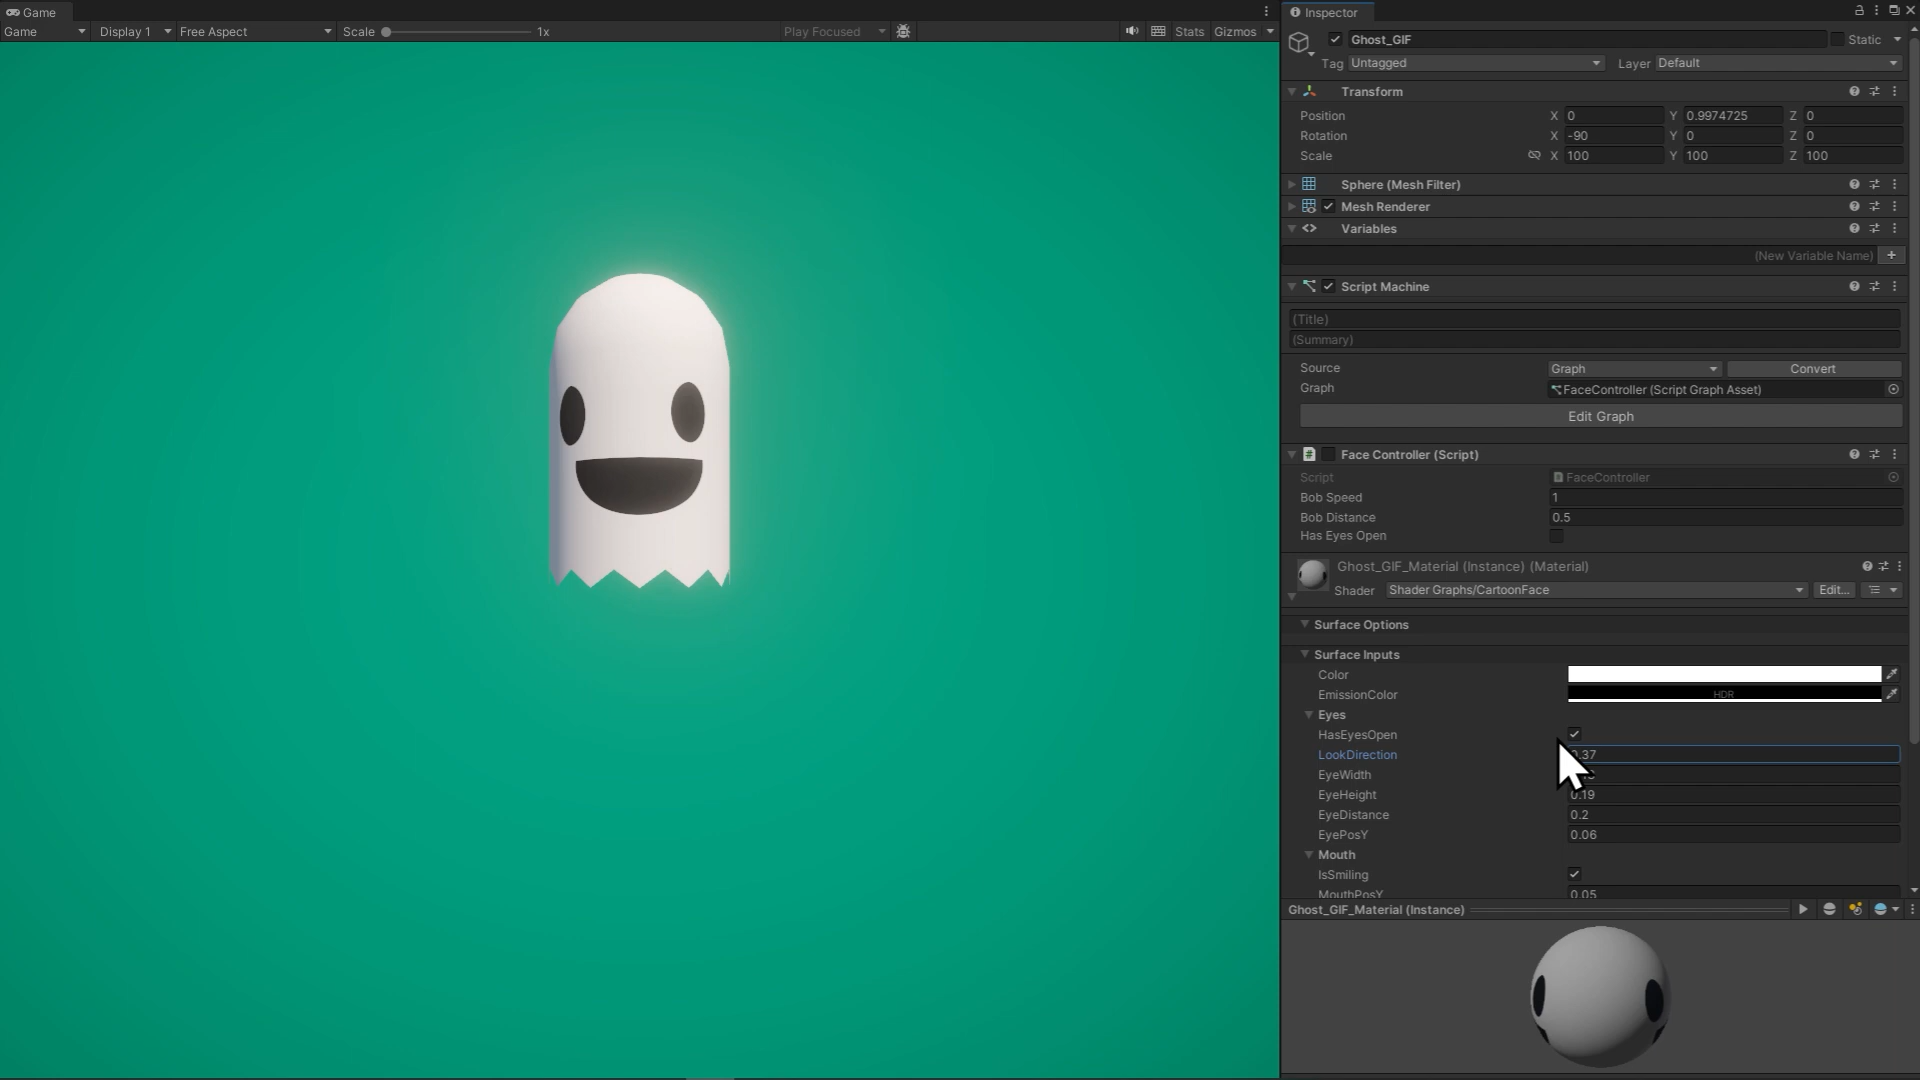 Game
Inspector
Game
Display 1
Free Aspect
Scale
1x
Play Focused
Stats
Gizmos
Ghost_GIF
Static
Tag
Untagged
Layer
Default
Transform
Position
X 0
Y 0.9974725
Z 0
Rotation
X -90
Y 0
Z 0
Scale
X 100
Y 100
Z 100
Sphere (Mesh Filter)
Mesh Renderer
<> Variables
(New Variable Name) +
Script Machine
(Title)
(Summary)
Source
Graph
Convert
Graph
FaceController (Script Graph Asset)
Edit Graph
# Face Controller (Script)
Script
FaceController
Bob Speed
1
Bob Distance
0.5
Has Eyes Open
Ghost_GIF_Material (Instance) (Material)
Shader
Shader Graphs/CartoonFace
Edit...
Surface Options
Surface Inputs
Color
EmissionColor
HDR
Eyes
HasEyesOpen
LookDirection
0.37
EyeWidth
EyeHeight
0.19
EyeDistance
0.2
EyePosY
0.06
Mouth
IsSmiling
MouthPosY
0.05
Ghost_GIF_Material (Instance)